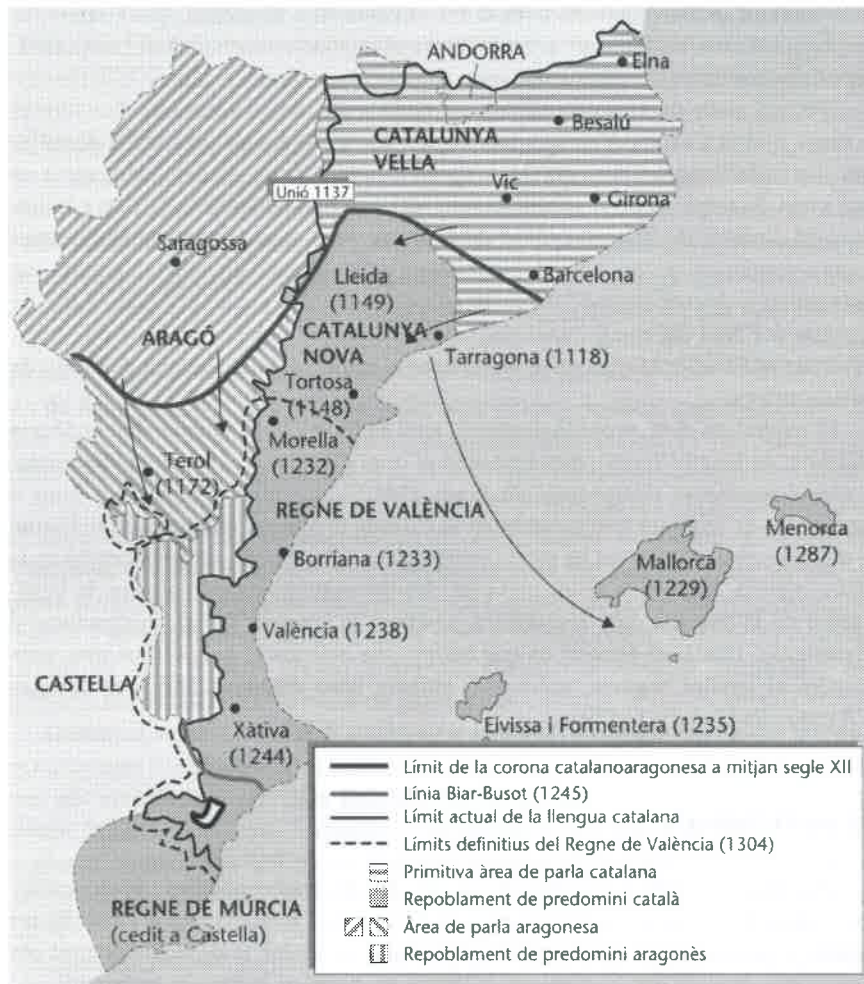 ANDORRA
Elna
Besalú
CATALUNYA
VELLA
Vic
Girona
Unió 1137
Saragossa
Lleida
(1149)
Barcelona
ARAGÓ
CATALUNYA
NOVA
Tarragona (1118)
Tortosa
(1148)
Morella
(1232)
Terol
(1172)
REGNE DE VALÈNCIA
Menorca
(1287)
Mallorca
(1229)
Borriana (1233)
València (1238)
CASTELLA
Xàtiva
(1244)
Eivissa i Formentera (1235)
Límit de la corona catalanoaragonesa a mitjan segle XII
Línia Biar-Busot (1245)
Límit actual de la llengua catalana
Límits definitius del Regne de València (1304)
Primitiva àrea de parla catalana
Repoblament de predomini català
Àrea de parla aragonesa
Repoblament de predomini aragonès
REGNE DE MÚRCIA
(cedit a Castella)